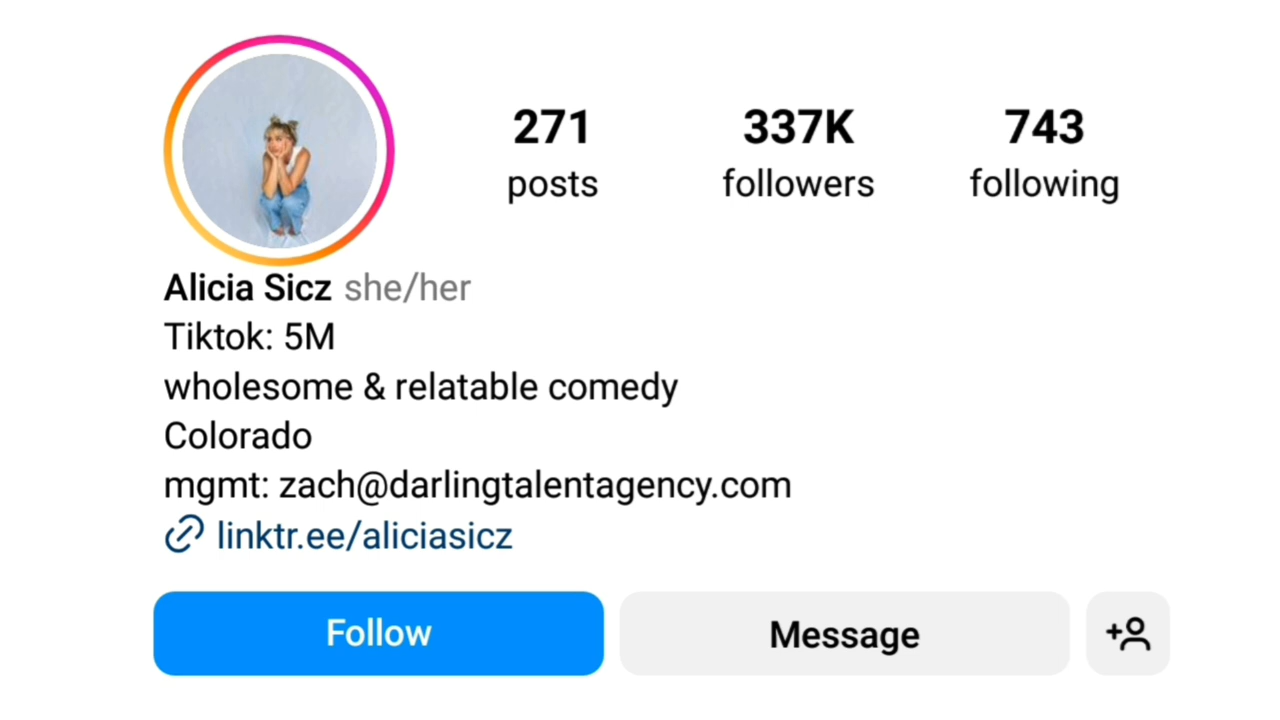 271 337K 743
posts followers following
Alicia Sicz she/her
Tiktok: 5M
wholesome & relatable comedy
Colorado
mgmt: zach@darlingtalentagency.com
linktr.ee/aliciasicz
Follow Message